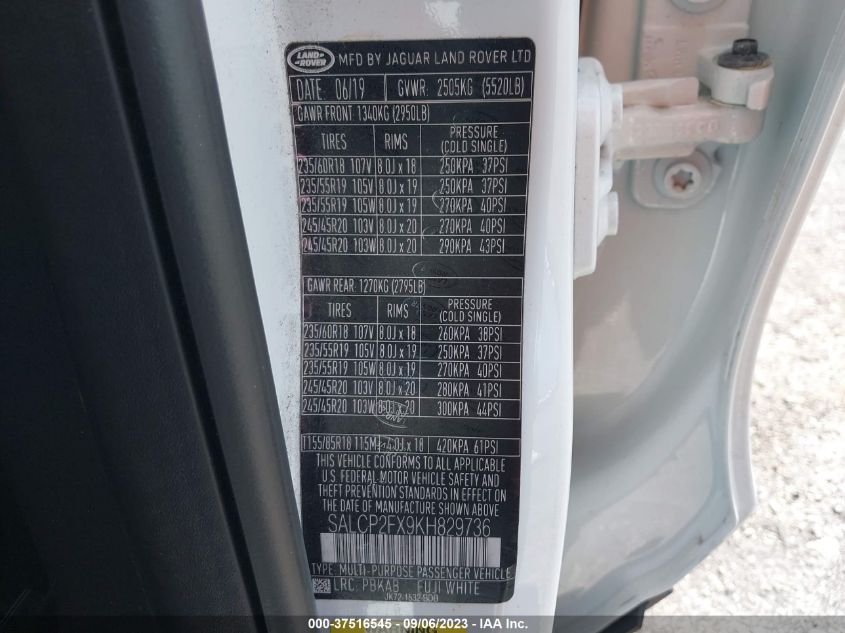 LAND ROVER MFD BY JAGUAR LAND ROVER LTD
DATE: 06/19 GVWR: 2505KG (5520LB)
GAWR FRONT 1340KG (2950LB)
TIRES RIMS PRESSURE (COLD SINGLE)
235/60R18 107V 8.0J x 18 250KPA 37PSI
235/55R19 105V 8.0J x 19 250KPA 37PSI
235/55R19 105W 8.0J x 19 270KPA 40PSI
245/45R20 103V 8.0J x 20 270KPA 40PSI
245/45R20 103W 8.0J x 20 290KPA 43PSI
GAWR REAR: 1270KG (2795LB)
TIRES RIMS PRESSURE (COLD SINGLE)
235/60R18 107V 8.0J x 18 260KPA 38PSI
235/55R19 105V 8.0J x 19 250KPA 37PSI
235/55R19 105W 8.0J x 19 270KPA 40PSI
245/45R20 103V 8.0J x 20 280KPA 41PSI
245/45R20 103W 8.0J x 20 300KPA 44PSI
T155/85R18 115M 4.0J x 18 420KPA 61PSI
THIS VEHICLE CONFORMS TO ALL APPLICABLE
U.S. FEDERAL MOTOR VEHICLE SAFETY AND
THEFT PREVENTION STANDARDS IN EFFECT ON
THE DATE OF MANUFACTURE SHOWN ABOVE
SALCP2FX9KH829736
TYPE: MULTI-PURPOSE PASSENGER VEHICLE
LRC: PBKAB FUJI WHITE
JK72-1532-BDB
© IMAGE - 37516545 - 09/06/2023 - IAA, INC.